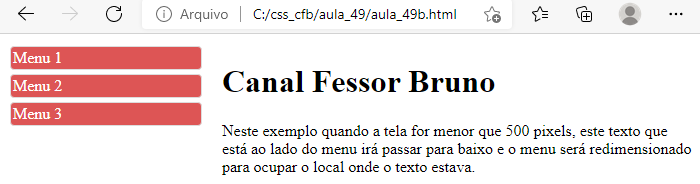 Arquivo | C:/css_cfb/aula_49/aula_49b.html
Menu 1
Menu 2
Menu 3
Canal Fessor Bruno
Neste exemplo quando a tela for menor que 500 pixels, este texto que
está ao lado do menu irá passar para baixo e o menu será redimensionado
para ocupar o local onde o texto estava.